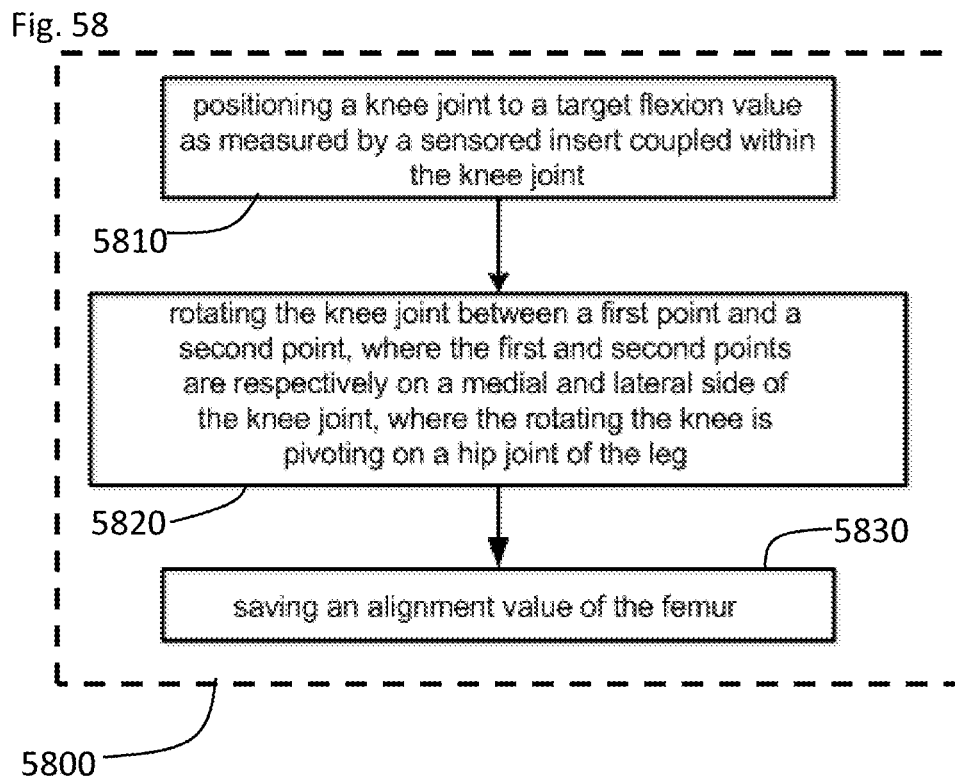 Fig. 58
positioning a knee joint to a target flexion value
as measured by a sensored insert coupled within
the knee joint
5810
rotating the knee joint between a first point and a
second point, where the first and second points
are respectively on a medial and lateral side of
the knee joint, where the rotating the knee is
pivoting on a hip joint of the leg
5820
5830
saving an alignment value of the femur
5800